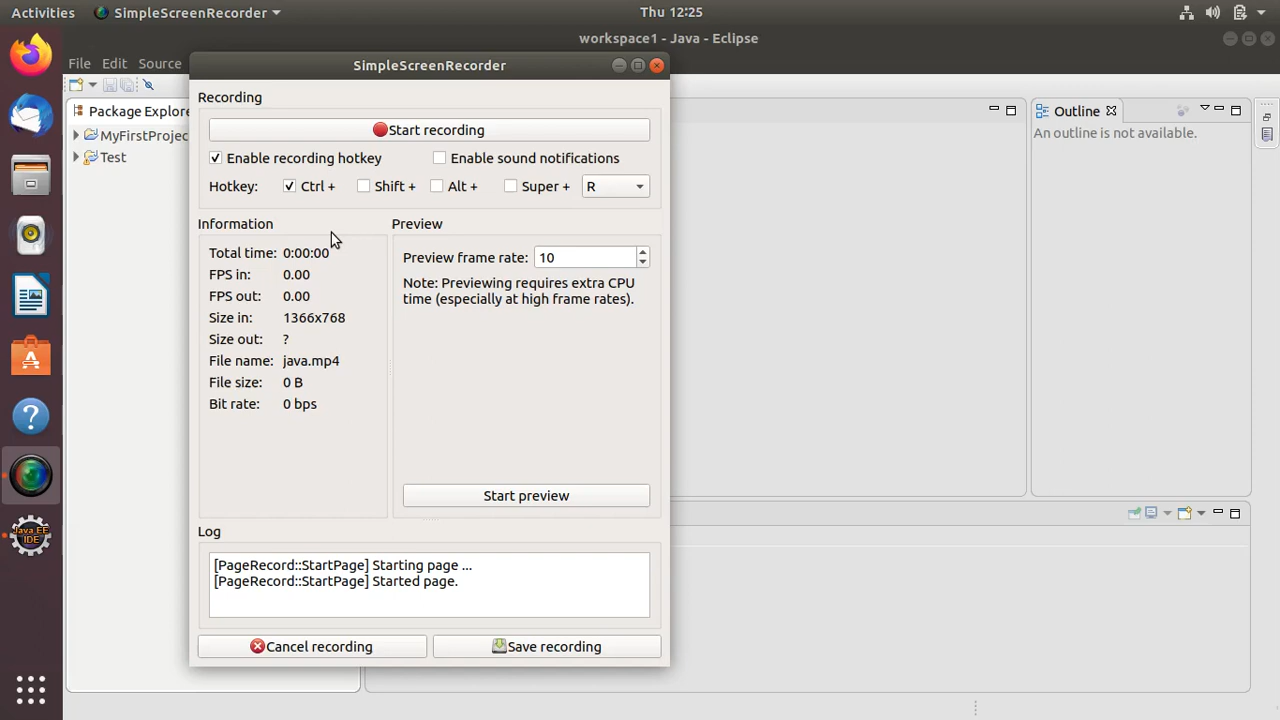 Activities
SimpleScreenRecorder
Thu 12:25
workspace1 - Java - Eclipse
File Edit Source
SimpleScreenRecorder
Package Explore
MyFirstProjec
Test
Outline
An outline is not available.
Recording
Start recording
Enable recording hotkey
Enable sound notifications
Hotkey: Ctrl + Shift + Alt + Super + R
Information
Total time: 0:00:00
FPS in: 0.00
FPS out: 0.00
Size in: 1366x768
Size out: ?
File name: java.mp4
File size: 0 B
Bit rate: 0 bps
Preview
Preview frame rate: 10
Note: Previewing requires extra CPU
time (especially at high frame rates).
Start preview
Log
[PageRecord::StartPage] Starting page ...
[PageRecord::StartPage] Started page.
Cancel recording
Save recording
Java EE
IDE